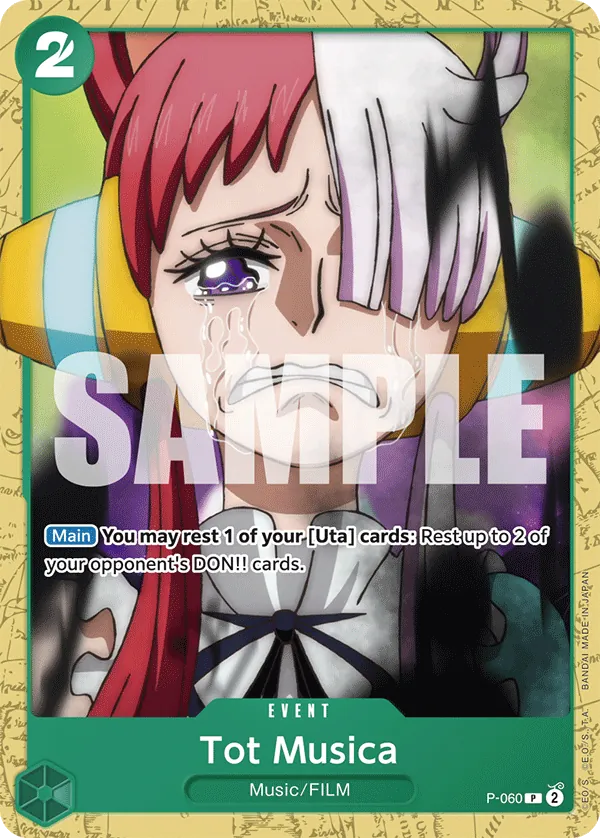 2
SAMPLE
Main You may rest 1 of your [Uta] cards: Rest up to 2 of
your opponent's DON!! cards.
EVENT
Tot Musica
Music/FILM
P-060 P 2
BANDAI MADE IN JAPAN